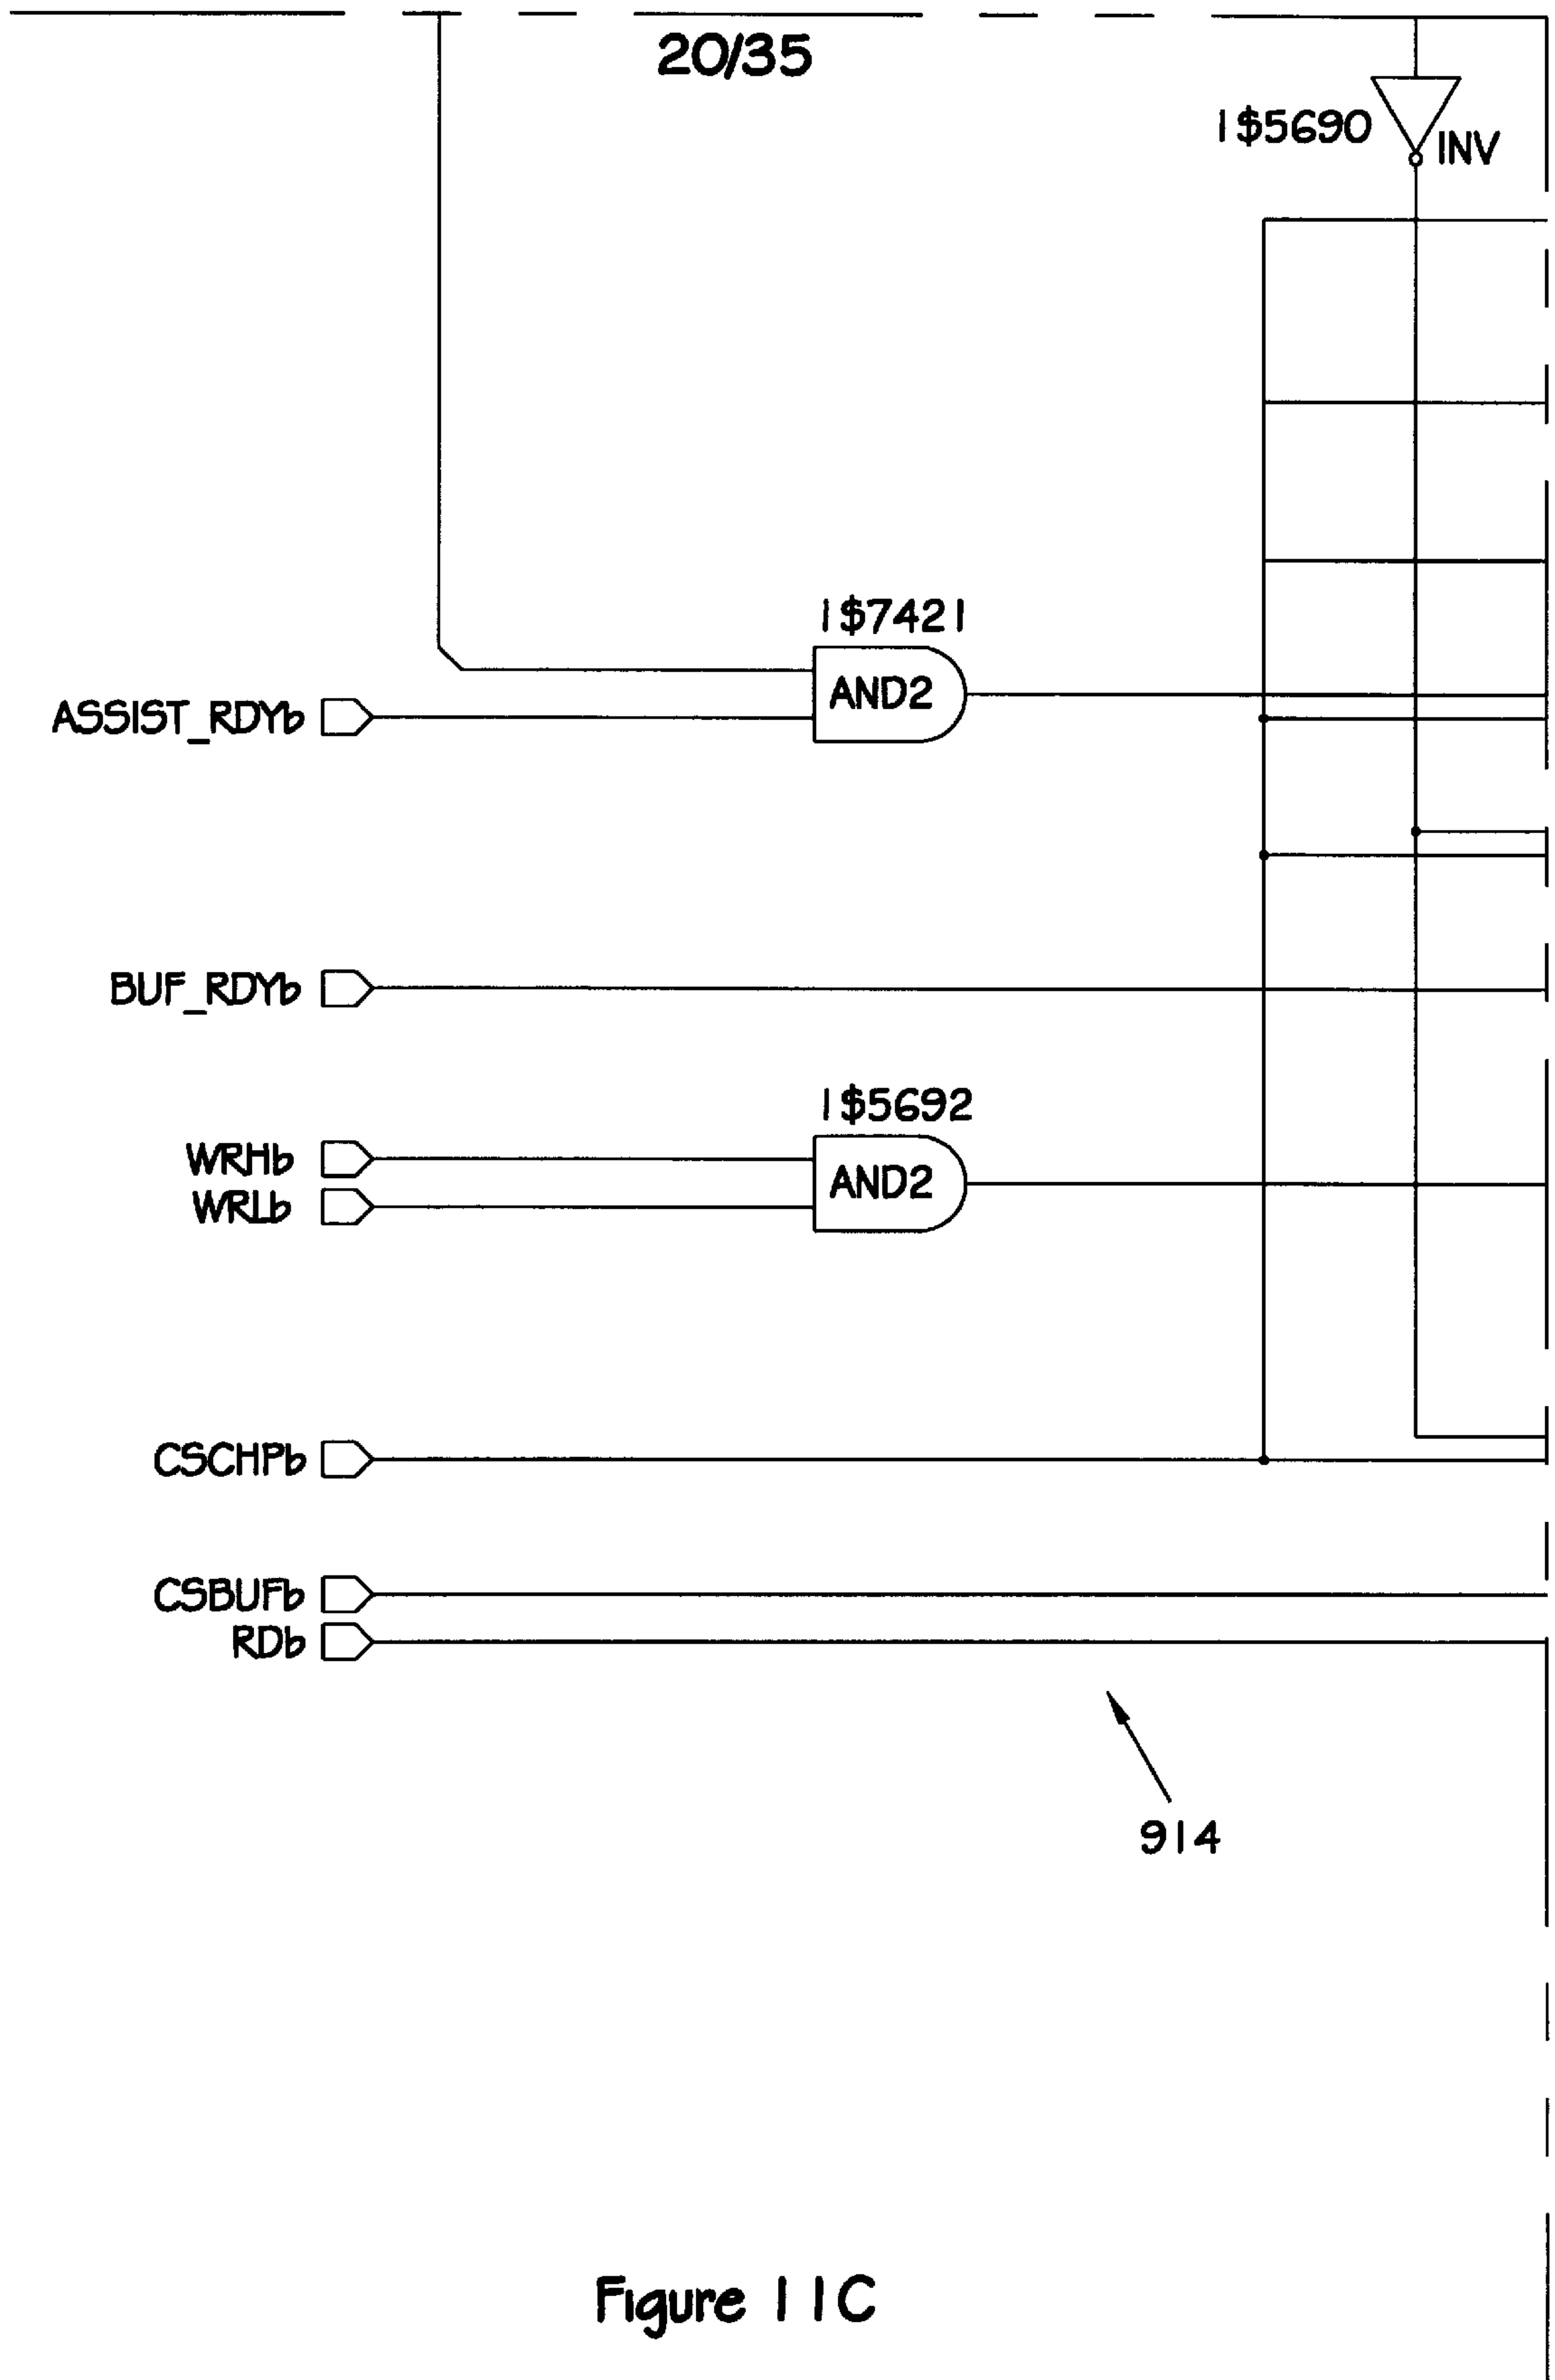 20/35
1$5690
INV
1$7421
AND2
ASSIST_RDYb
BUF_RDYb
1$5692
WRHb
AND2
WRLb
CSCHPb
CSBUFb
RDb
914
Figure 11C